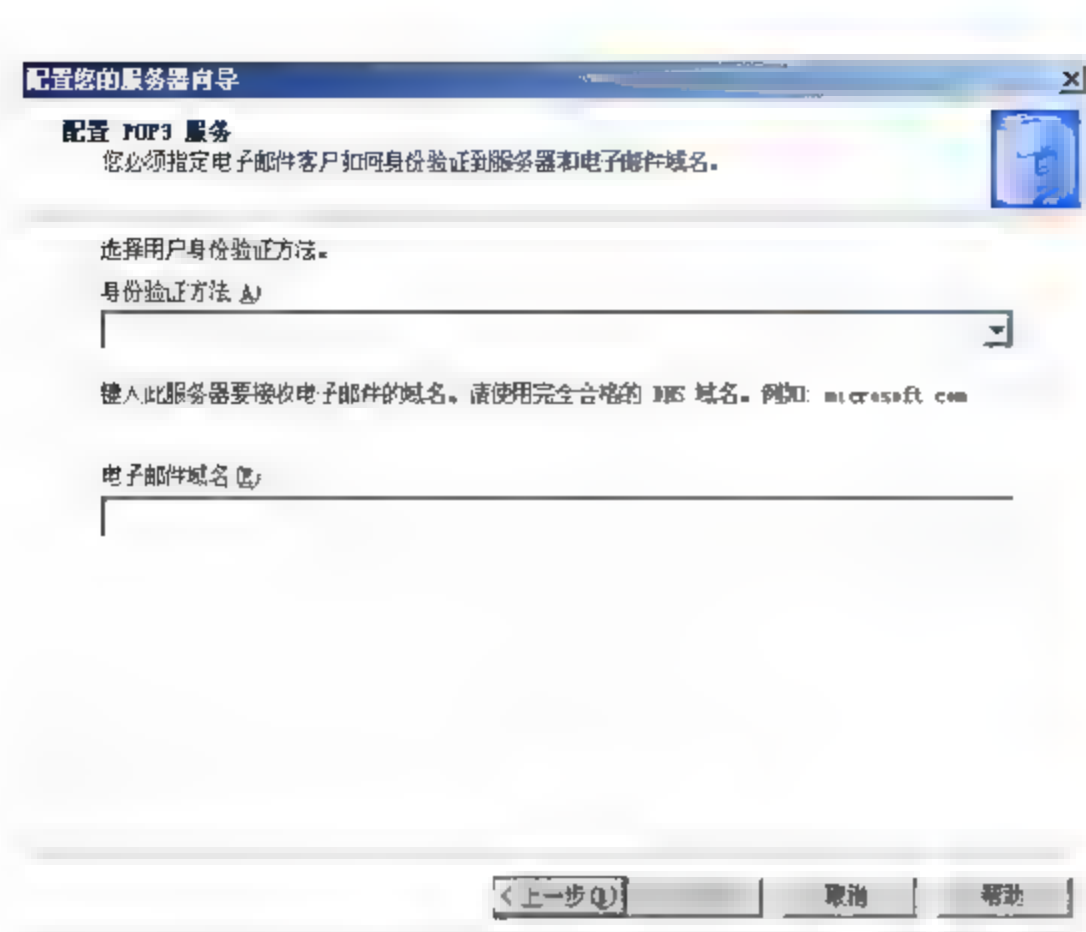 配置您的服务器向导
配置 POP3 服务
您必须指定电子邮件客户如何身份验证到服务器和电子邮件域名。
选择用户身份验证方法。
身份验证方法(A)
键入此服务器要接收电子邮件的域名。请使用完全合格的 DNS 域名。例如: microsoft.com
电子邮件域名(E):
< 上一步 取消 帮助